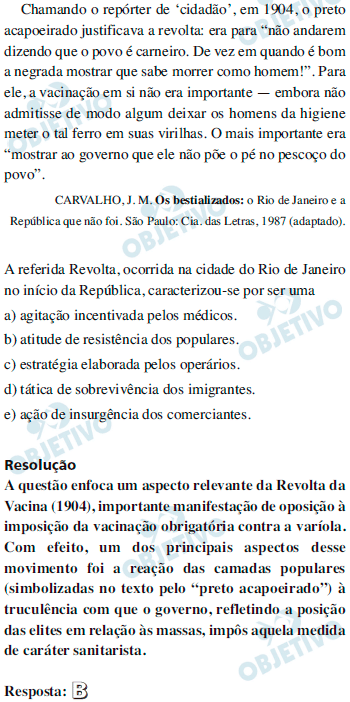 Chamando o repórter de ‘cidadão’, em 1904, o preto
acapoeirado justificava a revolta: era para “não andarem
dizendo que o povo é carneiro. De vez em quando é bom
a negrada mostrar que sabe morrer como homem!”. Para
ele, a vacinação em si não era importante — embora não
admitisse de modo algum deixar os homens da higiene
meter o tal ferro em suas virilhas. O mais importante era
“mostrar ao governo que ele não põe o pé no pescoço do
povo”.
CARVALHO, J. M. Os bestializados: o Rio de Janeiro e a
República que não foi. São Paulo: Cia. das Letras, 1987 (adaptado).
A referida Revolta, ocorrida na cidade do Rio de Janeiro
no início da República, caracterizou-se por ser uma
a) agitação incentivada pelos médicos.
b) atitude de resistência dos populares.
c) estratégia elaborada pelos operários.
d) tática de sobrevivência dos imigrantes.
e) ação de insurgência dos comerciantes.
Resolução
A questão enfoca um aspecto relevante da Revolta da
Vacina (1904), importante manifestação de oposição à
imposição da vacinação obrigatória contra a varíola.
Com efeito, um dos principais aspectos desse
movimento foi a reação das camadas populares
(simbolizadas no texto pelo “preto acapoeirado”) à
truculência com que o governo, refletindo a posição
das elites em relação às massas, impôs aquela medida
de caráter sanitarista.
Resposta: B
OBJETIVO
OBJETIVO
OBJETIVO
OBJETIVO
OBJETIVO
OBJETIVO
OBJETIVO